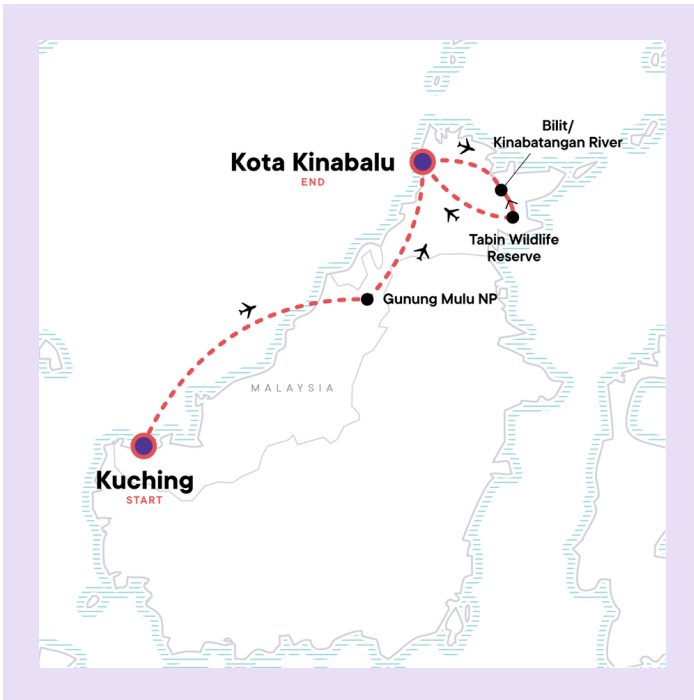 Bilit/
Kinabatangan River
Kota Kinabalu
END
Tabin Wildlife
Reserve
Gunung Mulu NP
MALAYSIA
Kuching
START